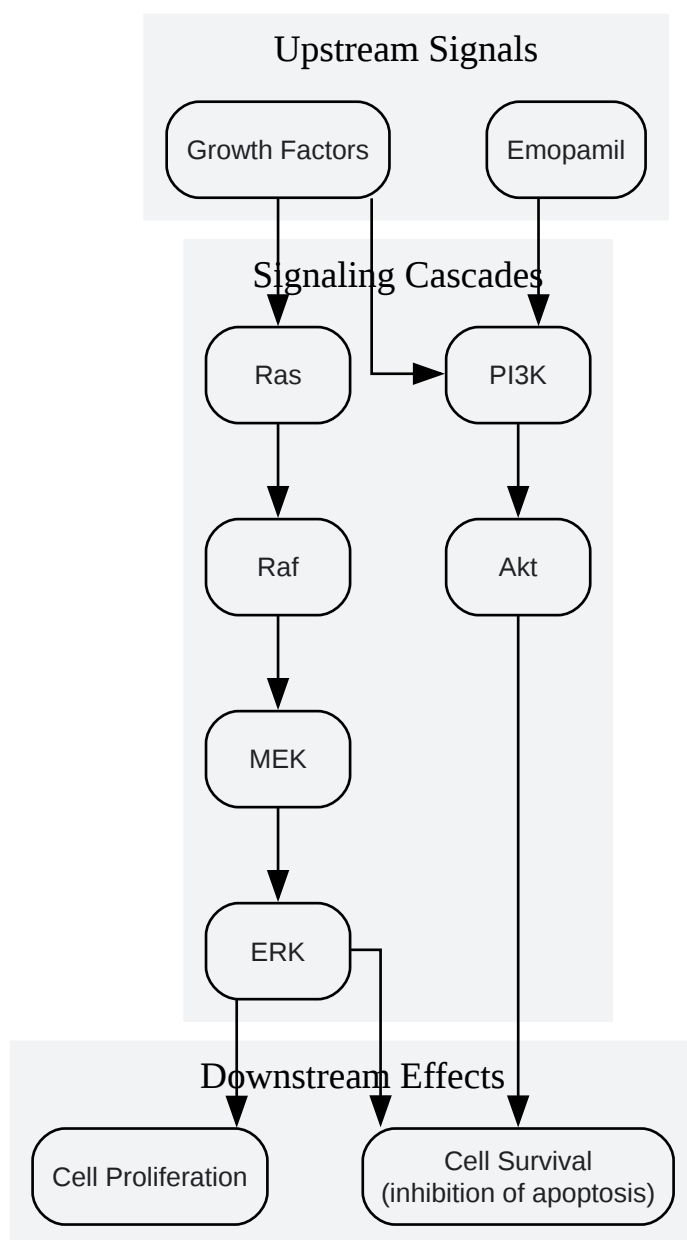 Upstream Signals
Growth Factors
Emopamil
Signaling Cascades
Ras
PI3K
Raf
Akt
MEK
ERK
Downstream Effects
Cell Proliferation
Cell Survival
(inhibition of apoptosis)